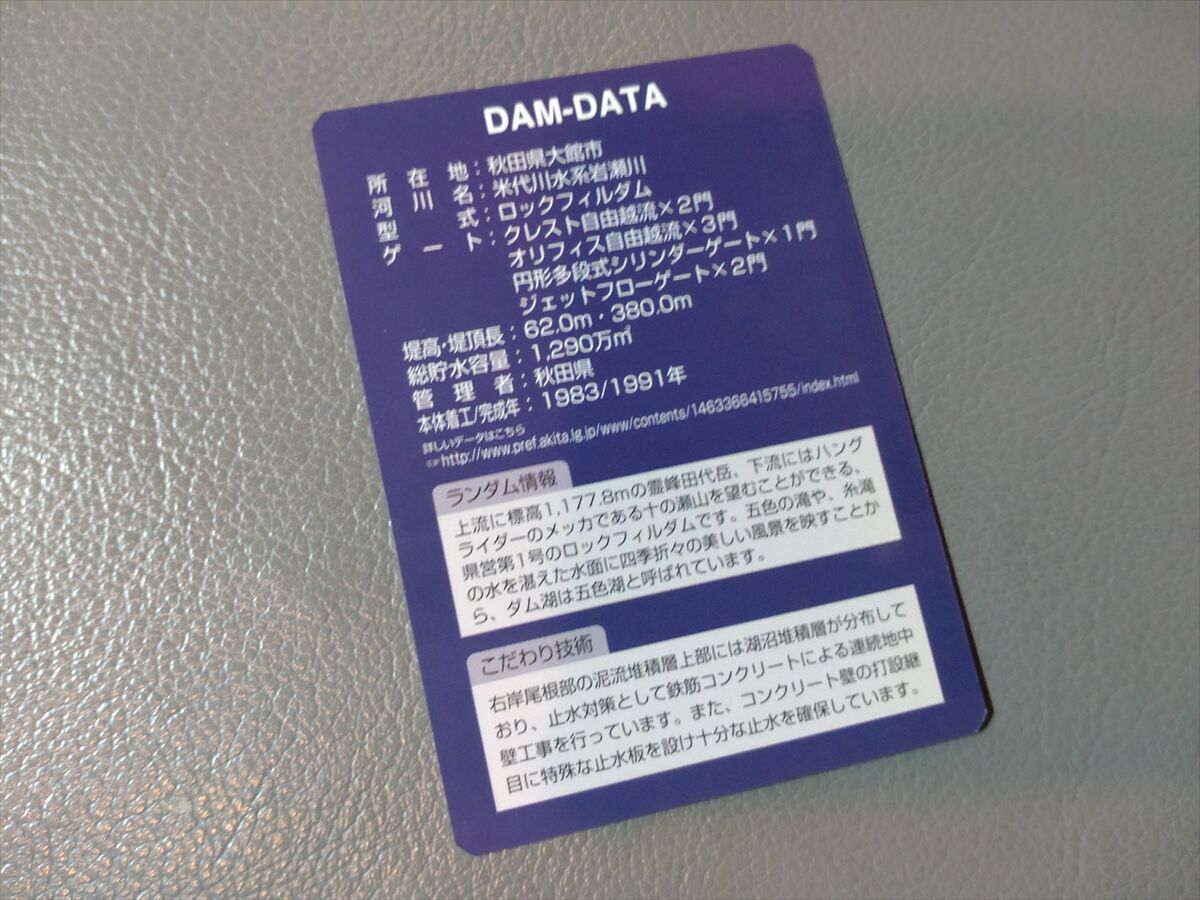 DAM-DATA
所在地:秋田県大館市
河川名:米代川水系岩瀬川
型式:ロックフィルダム
ゲート:クレスト自由越流×2門
オリフィス自由越流×3門
円形多段式シリンダーゲート×1門
ジェットフローゲート×2門
堤高・堤頂長:62.0m・380.0m
総貯水容量:1,290万㎥
管理者:秋田県
本体着工/完成年:1983/1991年
詳しいデータはこちら
☞http://www.pref.akita.lg.jp/www/contents/1463366415755/index.html
ランダム情報
上流に標高1,177.8mの霊峰田代岳、下流にはハング
ライダーのメッカである十の瀬山を望むことができる、
県営第1号のロックフィルダムです。五色の滝や、糸滝
の水を湛えた水面に四季折々の美しい風景を映すことか
ら、ダム湖は五色湖と呼ばれています。
こだわり技術
右岸尾根部の泥流堆積層上部には湖沼堆積層が分布して
おり、止水対策として鉄筋コンクリートによる連続地中
壁工事を行っています。また、コンクリート壁の打設継
目に特殊な止水板を設け十分な止水を確保しています。